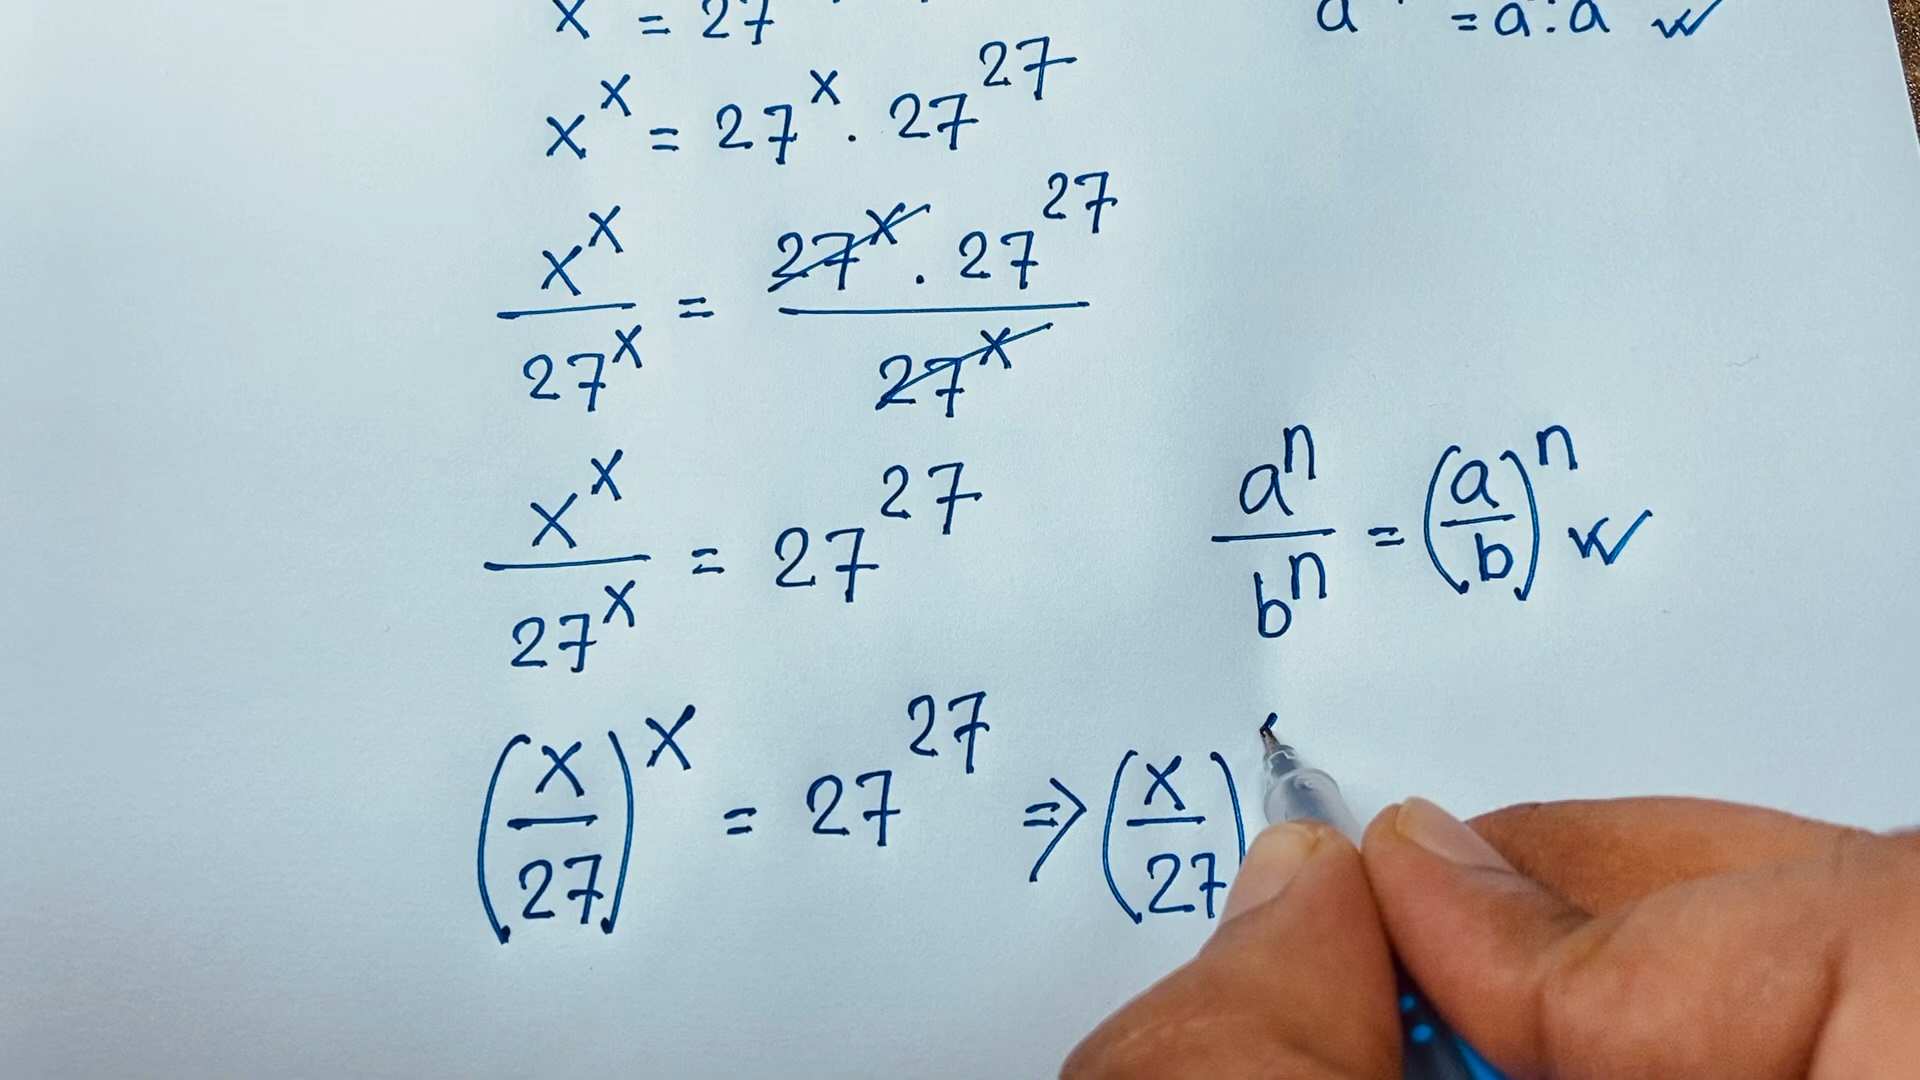 x = 27
a = a . a
x^x = 27^x . 27^27
x^x / 27^x = 27^x . 27^27 / 27^x
x^x / 27^x = 27^27
a^n / b^n = (a/b)^n
(x/27)^x = 27^27 ⇒ (x/27)